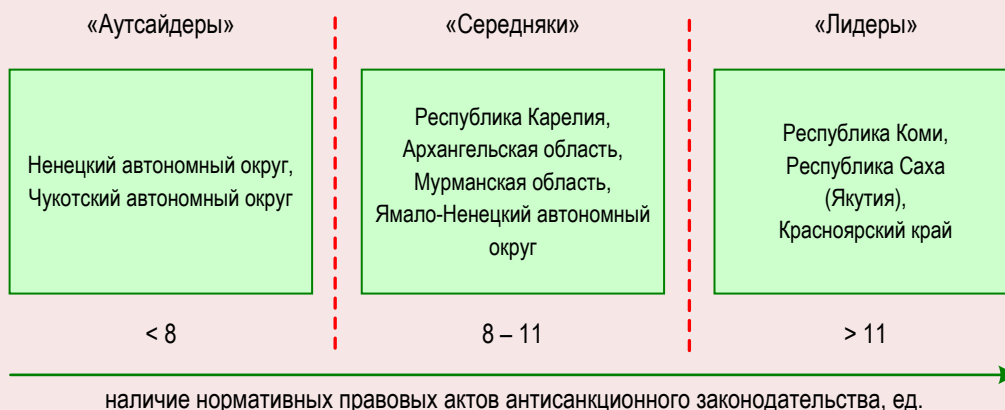 «Аутсайдеры»
«Середняки»
«Лидеры»
Ненецкий автономный округ,
Чукотский автономный округ
Республика Карелия,
Архангельская область,
Мурманская область,
Ямало-Ненецкий автономный
округ
Республика Коми,
Республика Саха
(Якутия),
Красноярский край
< 8
8 – 11
> 11
наличие нормативных правовых актов антисанкционного законодательства, ед.